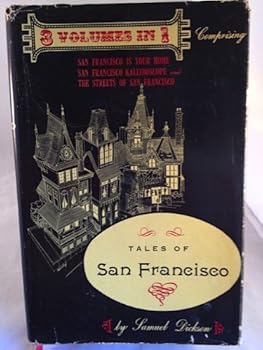 3 VOLUMES IN 1
Comprising
SAN FRANCISCO IS YOUR HOME
SAN FRANCISCO KALEIDOSCOPE and
THE STREETS OF SAN FRANCISCO
TALES OF
San Francisco
by Samuel Dickson